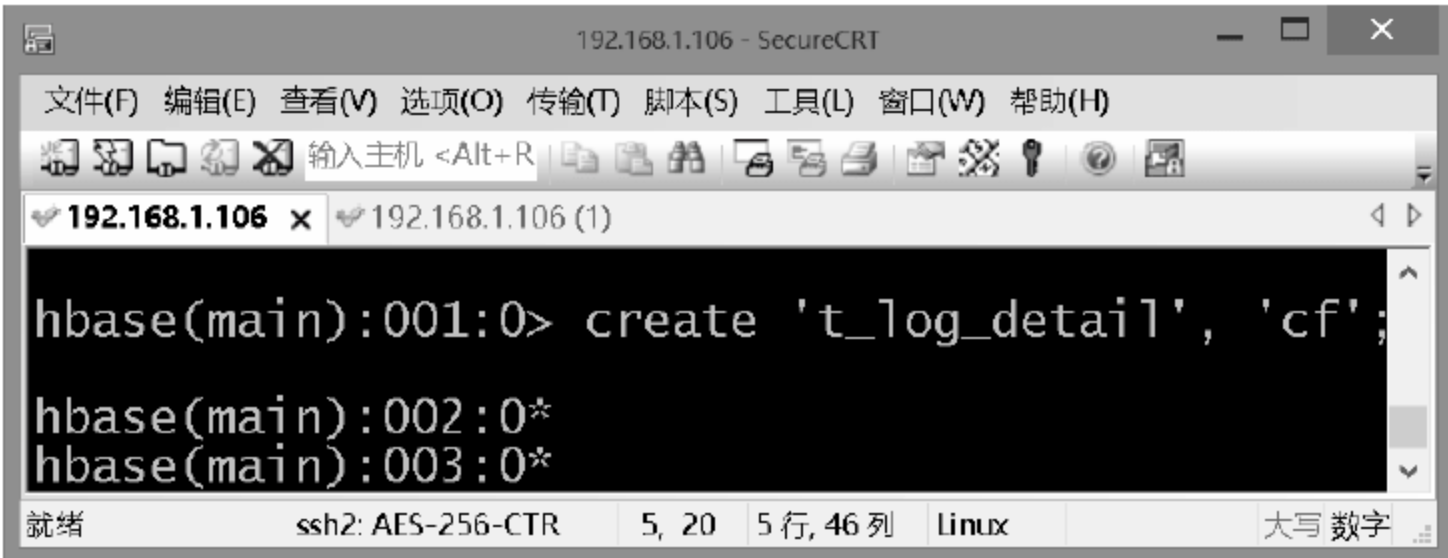 192.168.1.106 - SecureCRT
文件(F) 编辑(E) 查看(V) 选项(O) 传输(T) 脚本(S) 工具(L) 窗口(W) 帮助(H)
输入主机 <Alt+R
192.168.1.106 192.168.1.106 (1)
hbase(main):001:0> create 't_log_detail', 'cf';
hbase(main):002:0*
hbase(main):003:0*
就绪 ssh2: AES-256-CTR 5, 20 5 行, 46 列 Linux 大写 数字